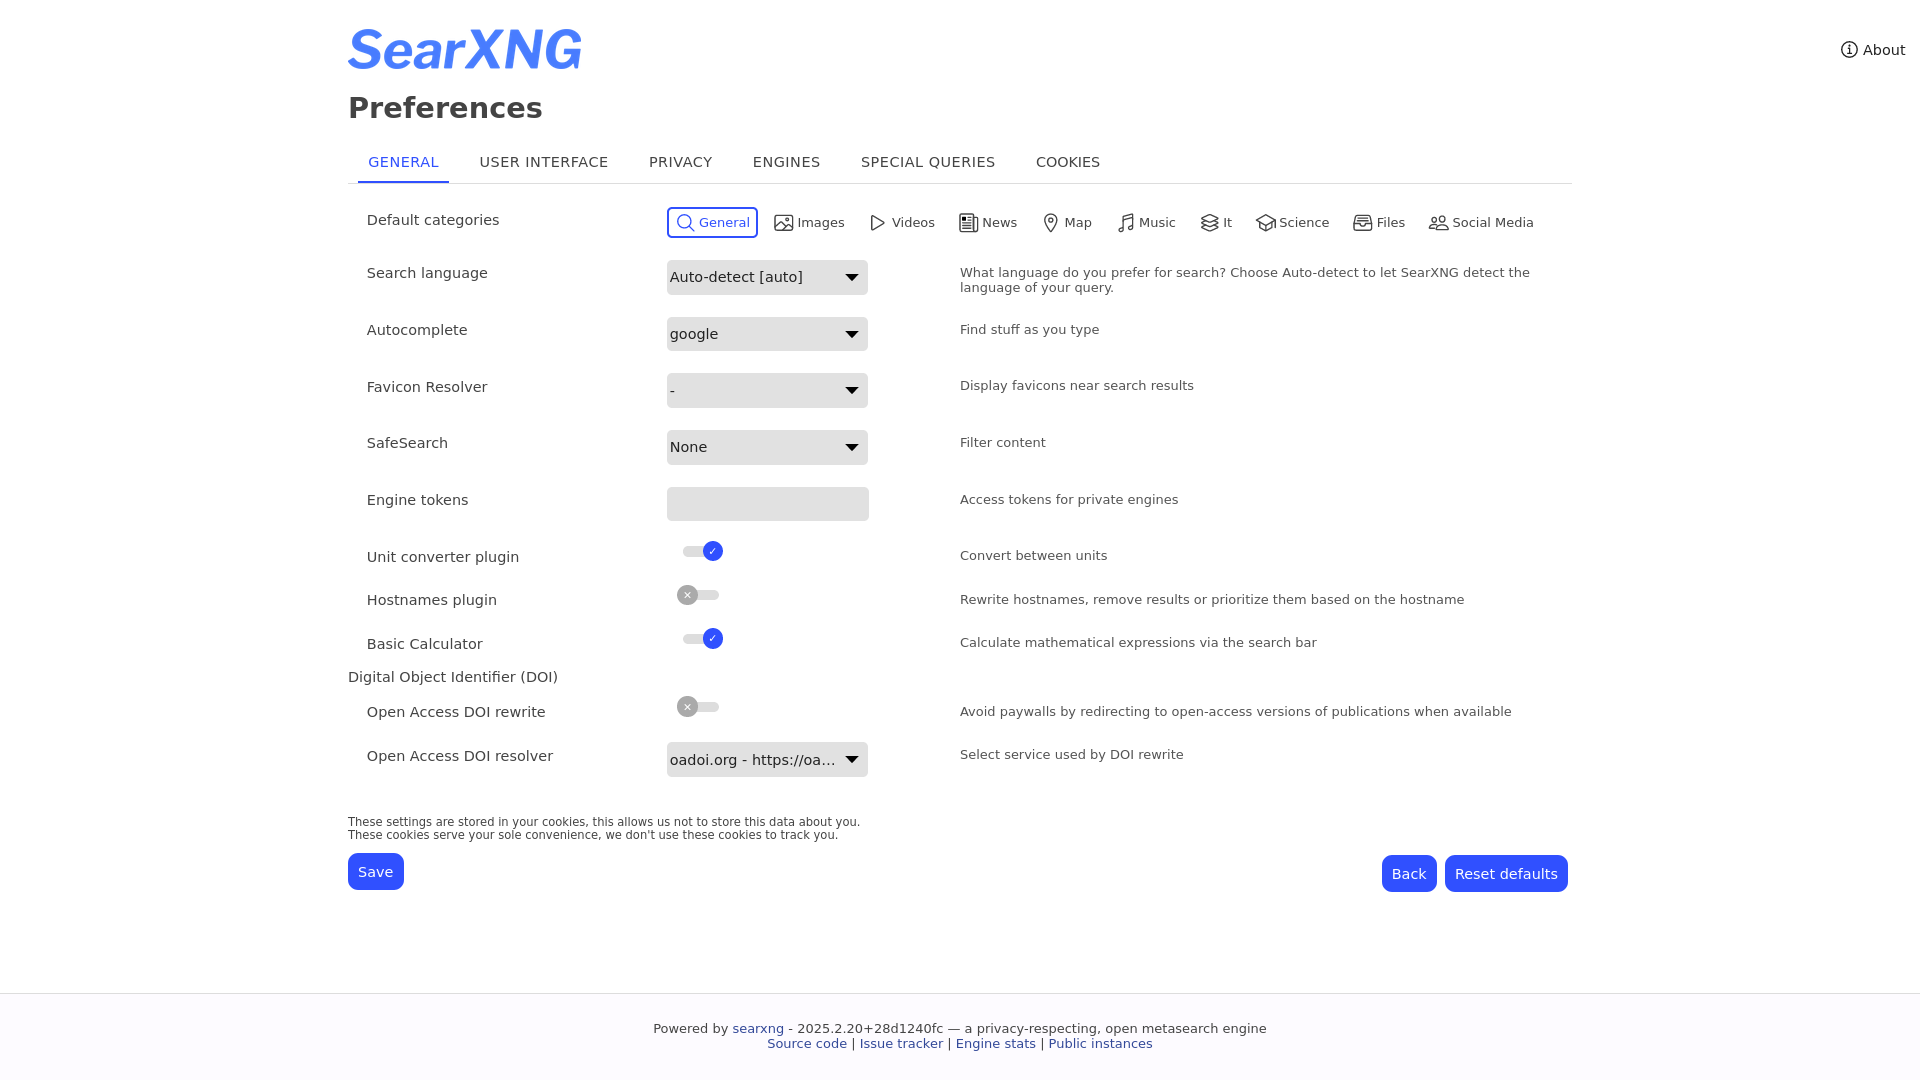 SearXNG
About
Preferences
GENERAL USER INTERFACE PRIVACY ENGINES SPECIAL QUERIES COOKIES
Default categories General Images Videos News Map Music It Science Files Social Media
Search language Auto-detect [auto] What language do you prefer for search? Choose Auto-detect to let SearXNG detect the
language of your query.
Autocomplete google Find stuff as you type
Favicon Resolver - Display favicons near search results
SafeSearch None Filter content
Engine tokens Access tokens for private engines
Unit converter plugin Convert between units
Hostnames plugin Rewrite hostnames, remove results or prioritize them based on the hostname
Basic Calculator Calculate mathematical expressions via the search bar
Digital Object Identifier (DOI)
Open Access DOI rewrite Avoid paywalls by redirecting to open-access versions of publications when available
Open Access DOI resolver oadoi.org - https://oa... Select service used by DOI rewrite
These settings are stored in your cookies, this allows us not to store this data about you.
These cookies serve your sole convenience, we don't use these cookies to track you.
Save Back Reset defaults
Powered by searxng - 2025.2.20+28d1240fc — a privacy-respecting, open metasearch engine
Source code | Issue tracker | Engine stats | Public instances